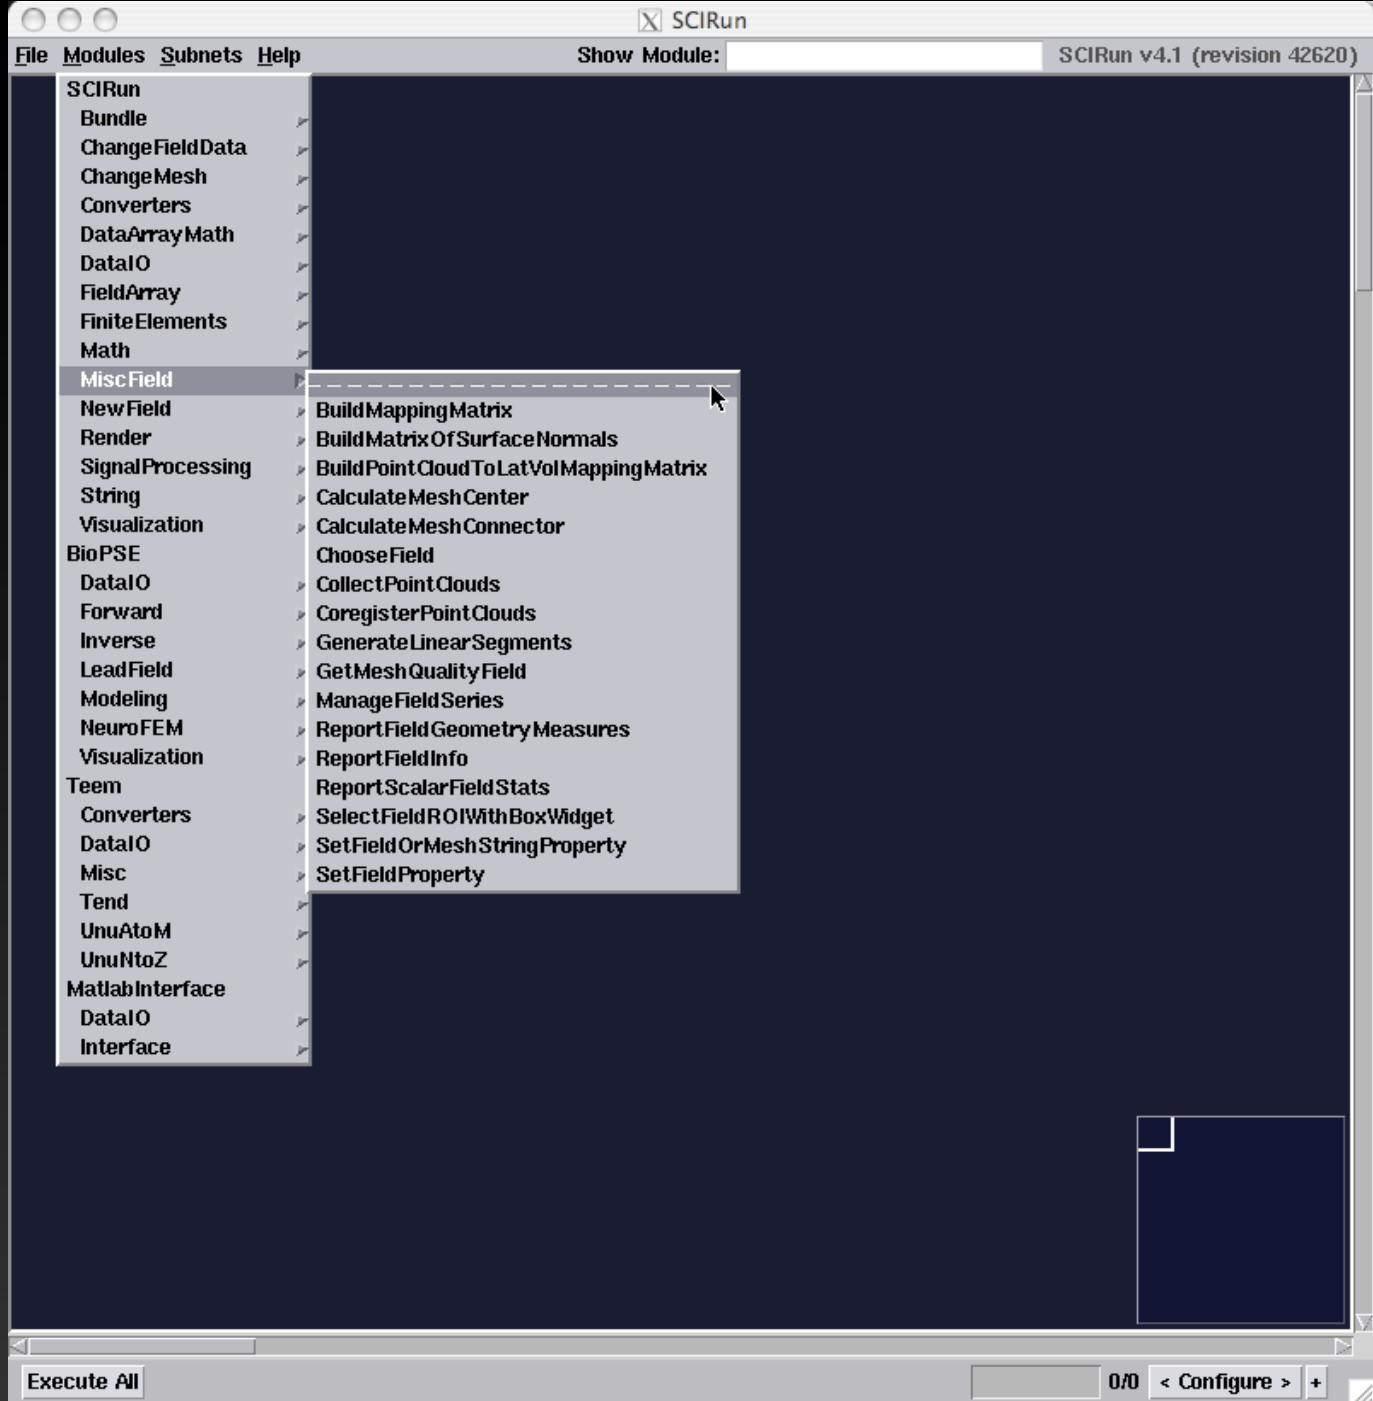 SCIRun
File Modules Subnets Help Show Module: SCIRun v4.1 (revision 42620)
SCIRun
Bundle
ChangeFieldData
ChangeMesh
Converters
DataArrayMath
DataIO
FieldArray
FiniteElements
Math
MiscField
NewField
Render
SignalProcessing
String
Visualization
BioPSE
DataIO
Forward
Inverse
LeadField
Modeling
NeuroFEM
Visualization
Teem
Converters
DataIO
Misc
Tend
UnuAtoM
UnuNtoZ
MatlabInterface
DataIO
Interface
BuildMappingMatrix
BuildMatrixOfSurfaceNormals
BuildPointCloudToLatVolMappingMatrix
CalculateMeshCenter
CalculateMeshConnector
ChooseField
CollectPointClouds
CoregisterPointClouds
GenerateLinearSegments
GetMeshQualityField
ManageFieldSeries
ReportFieldGeometryMeasures
ReportFieldInfo
ReportScalarFieldStats
SelectFieldROIWithBoxWidget
SetFieldOrMeshStringProperty
SetFieldProperty
Execute All 0/0 < Configure > +